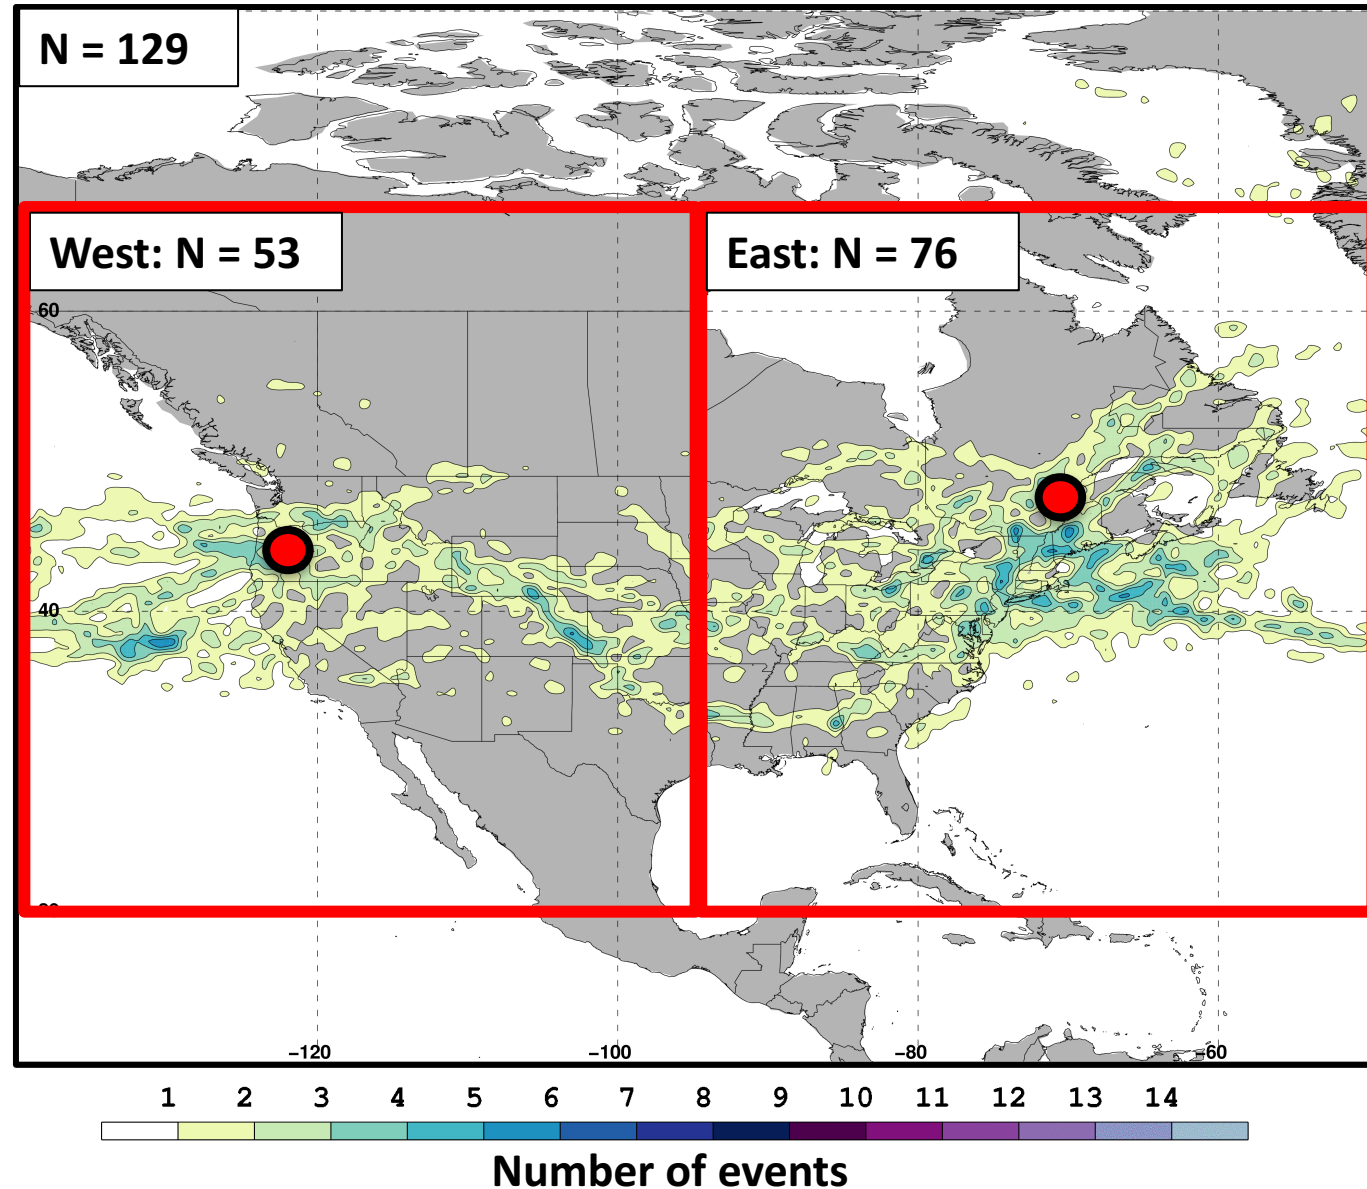 N = 129
West: N = 53
East: N = 76
60
40
-120 -100 -80 -60
1 2 3 4 5 6 7 8 9 10 11 12 13 14
Number of events